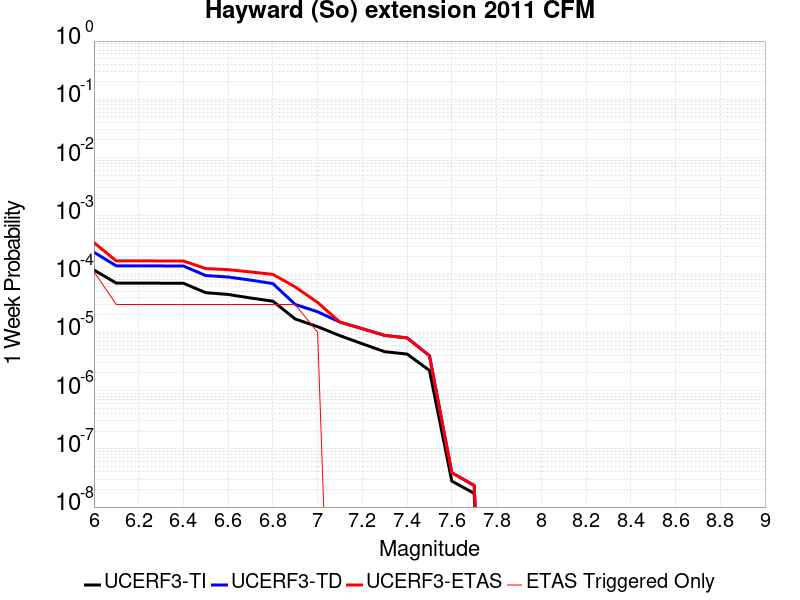 Hayward (So) extension 2011 CFM
1 Week Probability
10^0
10^-1
10^-2
10^-3
10^-4
10^-5
10^-6
10^-7
10^-8
6 6.2 6.4 6.6 6.8 7 7.2 7.4 7.6 7.8 8 8.2 8.4 8.6 8.8 9
Magnitude
UCERF3-TI UCERF3-TD UCERF3-ETAS ETAS Triggered Only